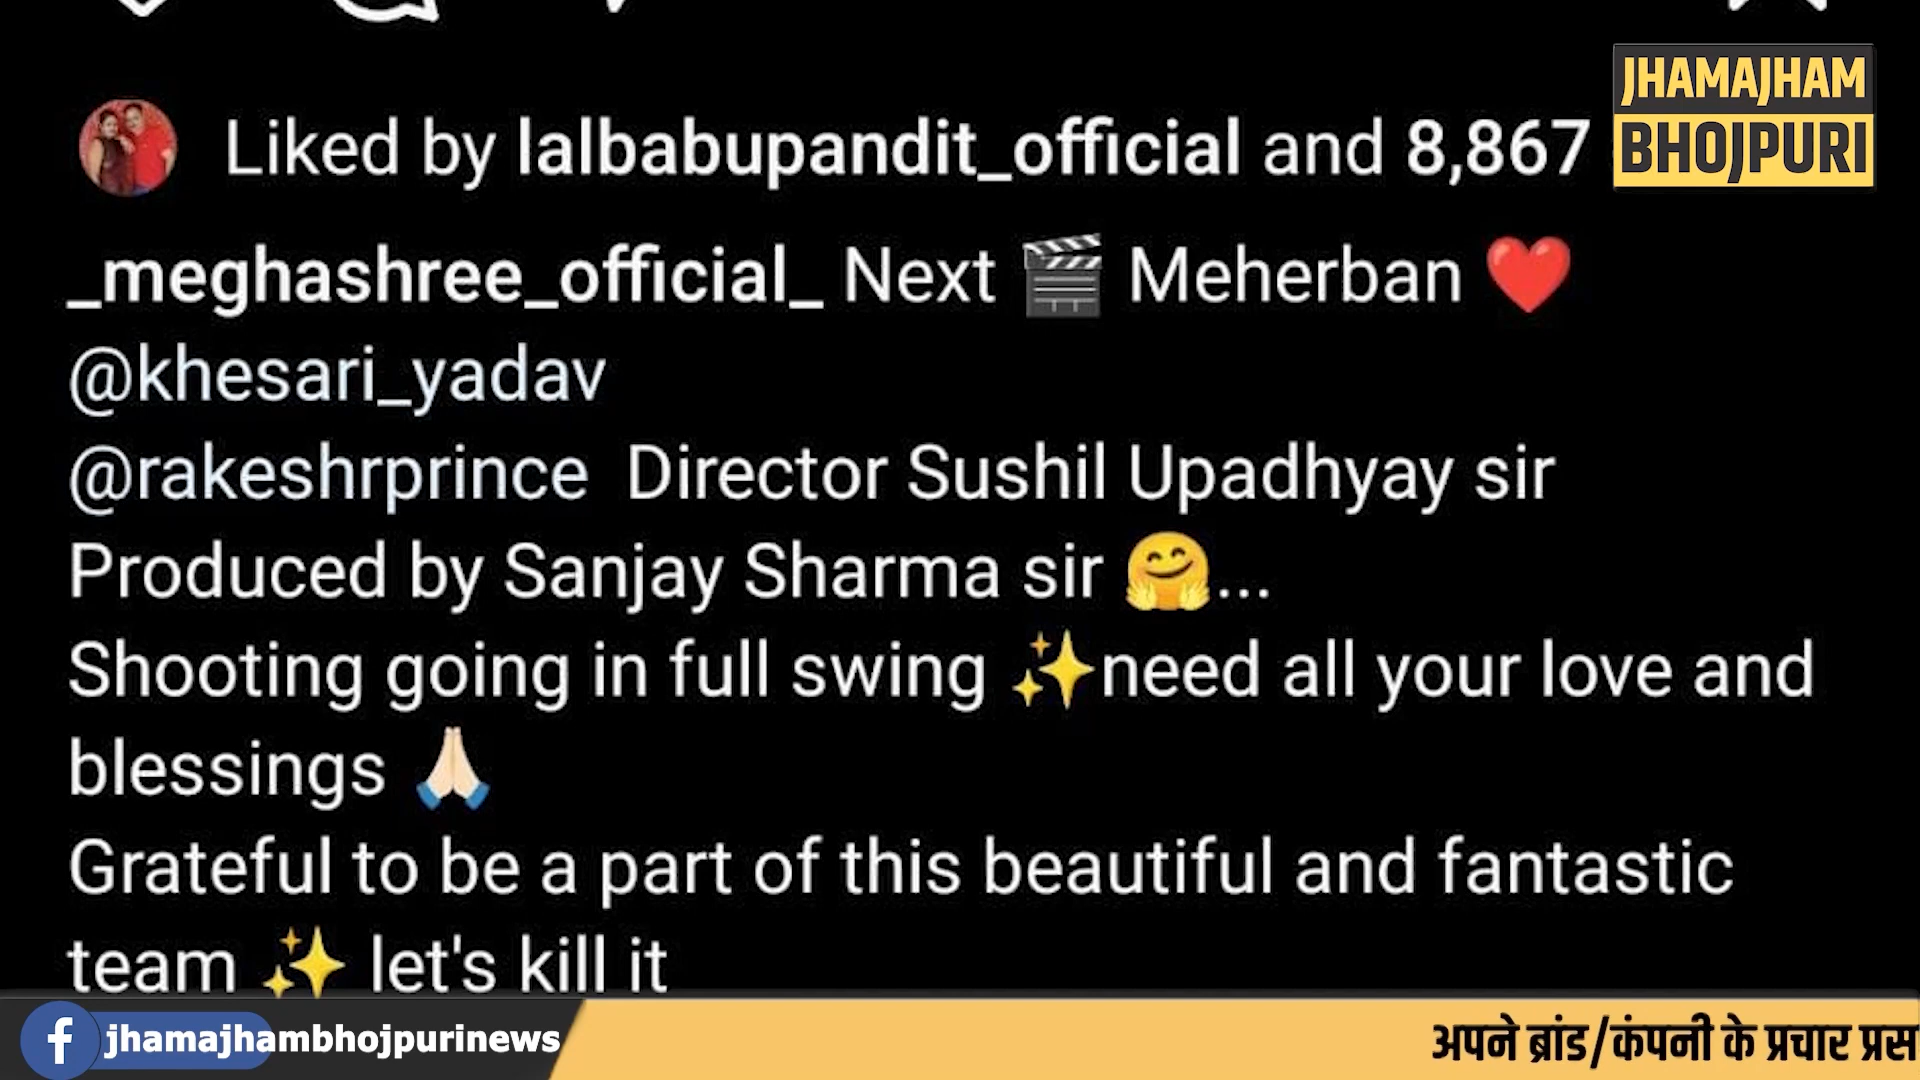 JHAMAJHAM
BHOJPURI
Liked by lalbabupandit_official and 8,867
_meghashree_official_ Next 🎬 Meherban ❤️
@khesari_yadav
@rakeshrprince Director Sushil Upadhyay sir
Produced by Sanjay Sharma sir 🤗...
Shooting going in full swing ✨need all your love and
blessings 🙏🏻
Grateful to be a part of this beautiful and fantastic
team ✨ let's kill it
jhamajhambhojpurinews
अपने ब्रांड/कंपनी के प्रचार प्रस